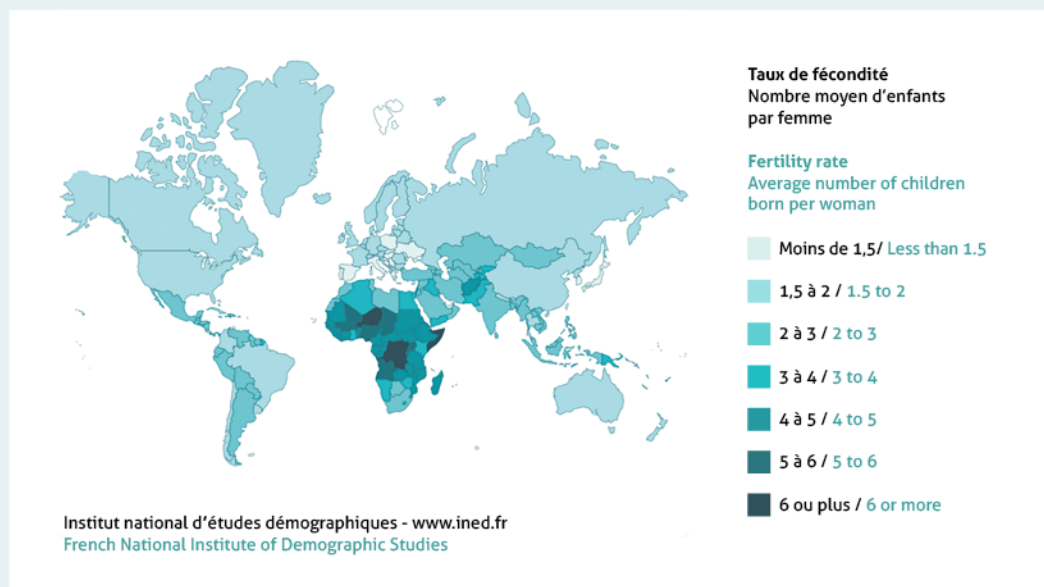 Taux de fécondité
Nombre moyen d'enfants
par femme
Fertility rate
Average number of children
born per woman
Moins de 1,5/ Less than 1.5
1,5 à 2 / 1.5 to 2
2 à 3 / 2 to 3
3 à 4 / 3 to 4
4 à 5 / 4 to 5
5 à 6 / 5 to 6
6 ou plus / 6 or more
Institut national d'études démographiques - www.ined.fr
French National Institute of Demographic Studies